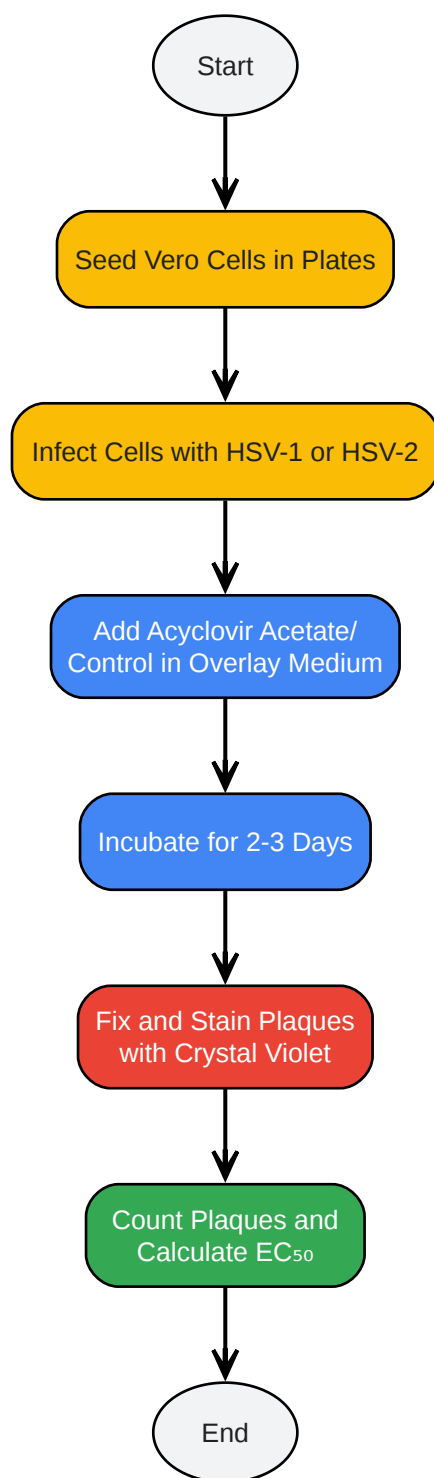 Start
Seed Vero Cells in Plates
Infect Cells with HSV-1 or HSV-2
Add Acyclovir Acetate/
Control in Overlay Medium
Incubate for 2-3 Days
Fix and Stain Plaques
with Crystal Violet
Count Plaques and
Calculate EC₅₀
End